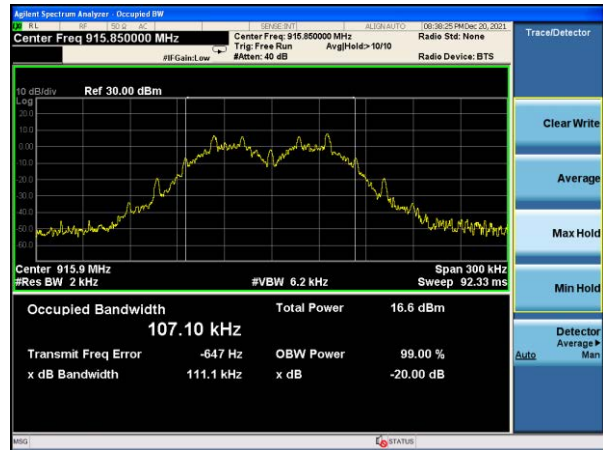 Agilent Spectrum Analyzer - Occupied BW
RL RF 50 Ω AC SENSE:INT ALIGN AUTO 08:38:25 PM Dec 20, 2021
Center Freq 915.850000 MHz
Center Freq: 915.850000 MHz
Radio Std: None
Trig: Free Run Avg|Hold:>10/10
#IFGain:Low #Atten: 40 dB Radio Device: BTS
10 dB/div Ref 30.00 dBm
Log
20.0
10.0
0.00
-10.0
-20.0
-30.0
-40.0
-50.0
-60.0
Center 915.9 MHz Span 300 kHz
#Res BW 2 kHz #VBW 6.2 kHz Sweep 92.33 ms
Occupied Bandwidth Total Power 16.6 dBm
107.10 kHz
Transmit Freq Error -647 Hz OBW Power 99.00 %
x dB Bandwidth 111.1 kHz x dB -20.00 dB
MSG STATUS
Trace/Detector
Clear Write
Average
Max Hold
Min Hold
Detector
Average▶
Auto Man